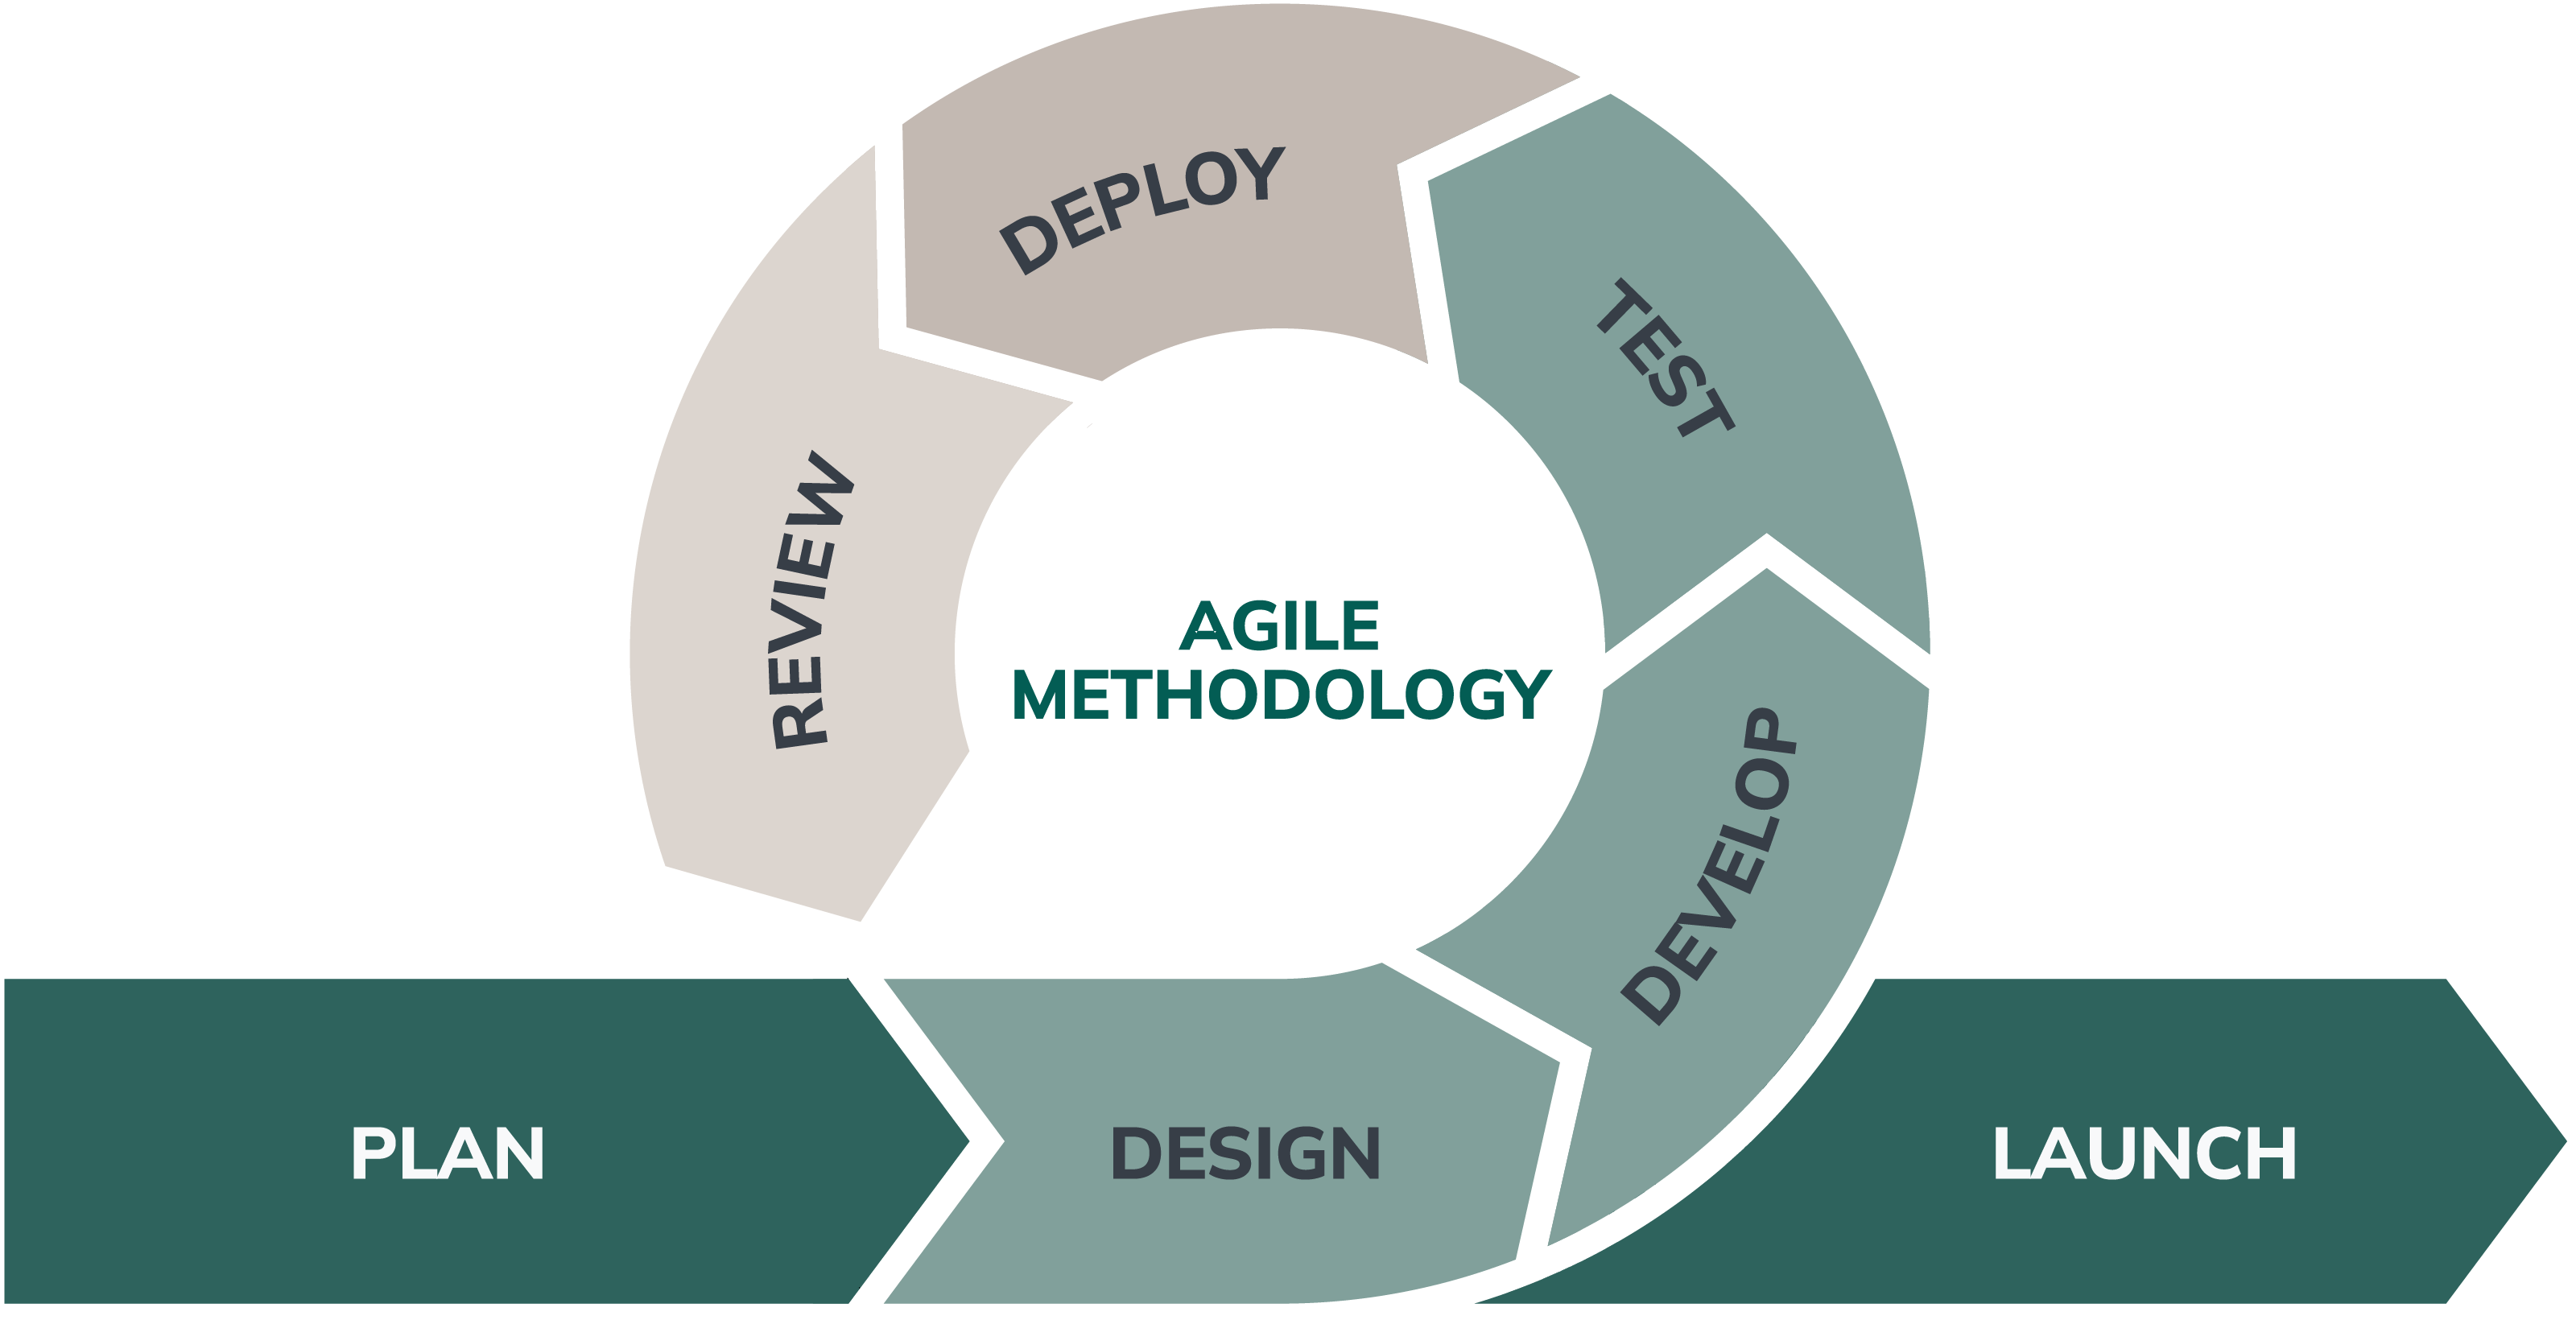 DEPLOY
TEST
REVIEW
AGILE
METHODOLOGY
DEVELOP
PLAN
DESIGN
LAUNCH